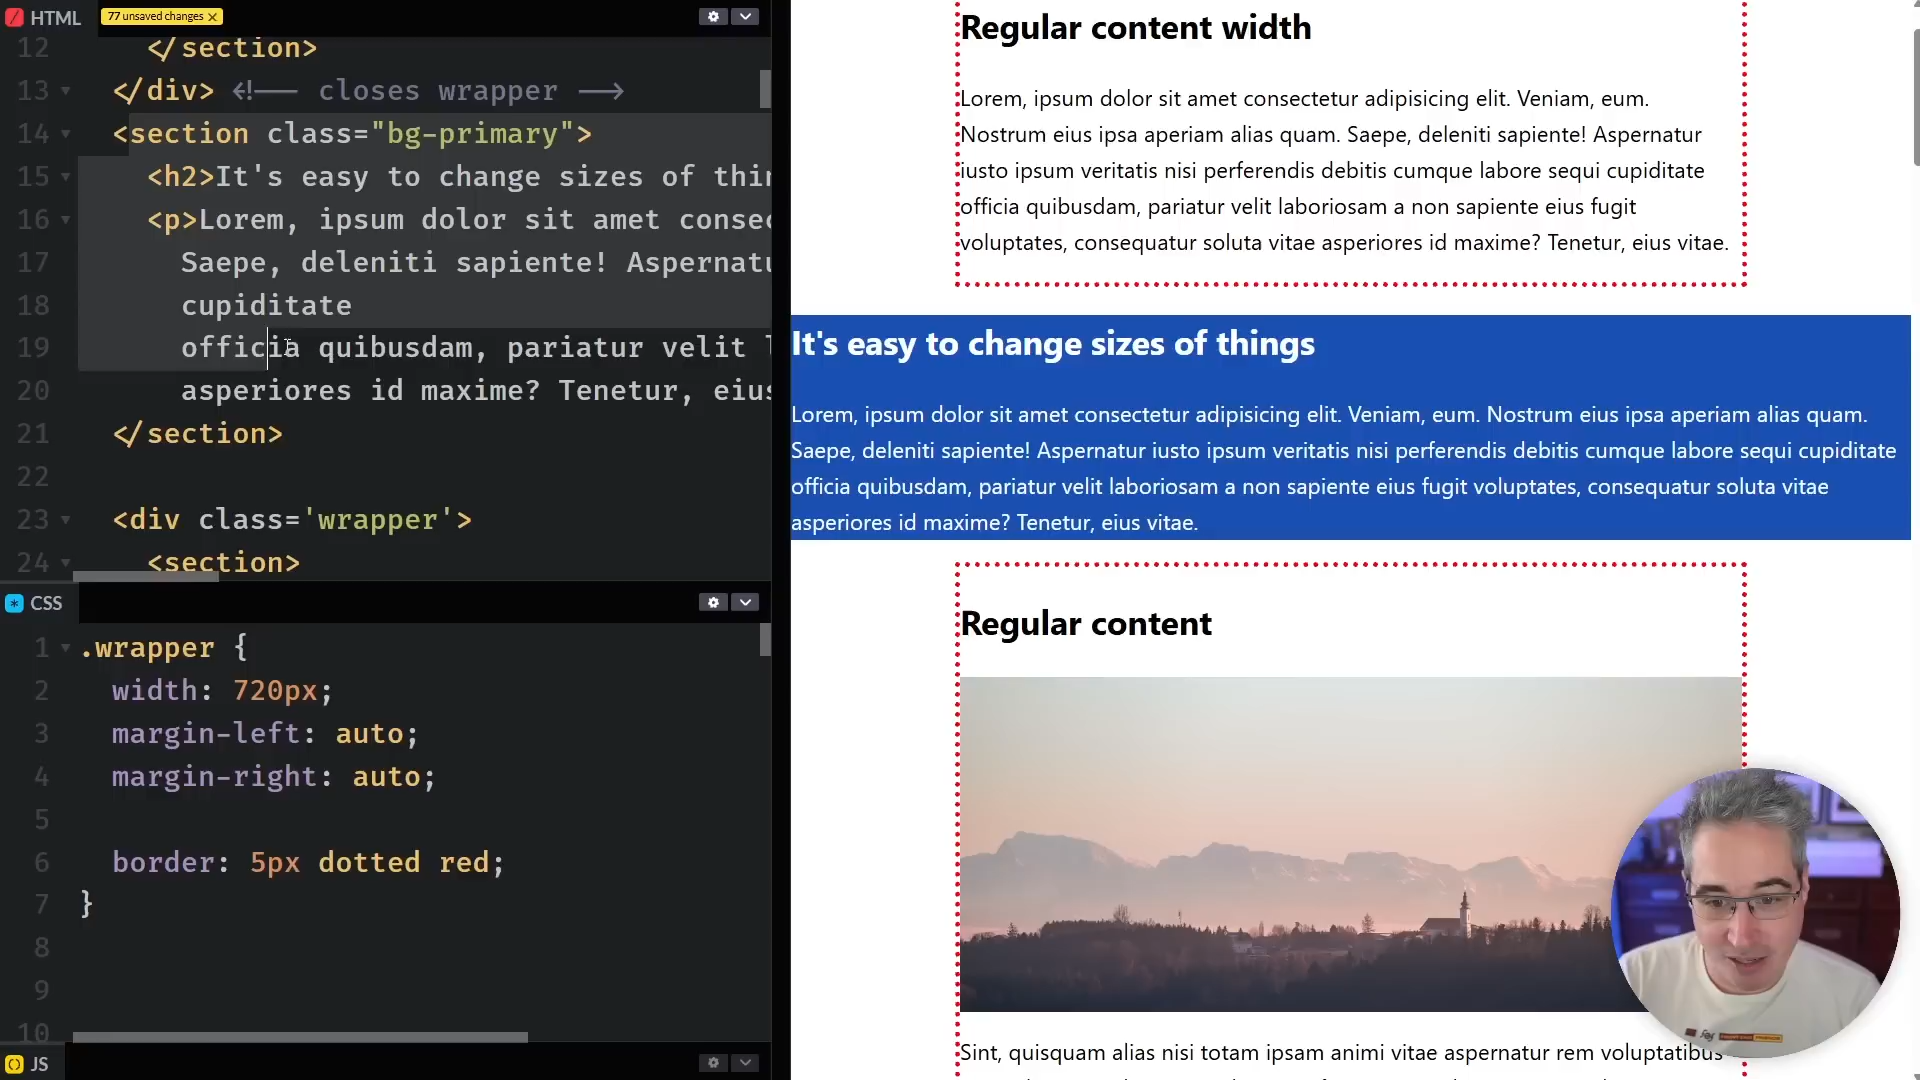 HTML
77 unsaved changes ×
12 </section>
13 </div> <!-- closes wrapper -->
14 <section class="bg-primary">
15 <h2>It's easy to change sizes of thin
16 <p>Lorem, ipsum dolor sit amet consec
17 Saepe, deleniti sapiente! Aspernatu
18 cupiditate
19 officia quibusdam, pariatur velit l
20 asperiores id maxime? Tenetur, eius
21 </section>
22
23 <div class='wrapper'>
24 <section>
CSS
1 .wrapper {
2 width: 720px;
3 margin-left: auto;
4 margin-right: auto;
5
6 border: 5px dotted red;
7 }
8
9
10
JS
Regular content width
Lorem, ipsum dolor sit amet consectetur adipisicing elit. Veniam, eum.
Nostrum eius ipsa aperiam alias quam. Saepe, deleniti sapiente! Aspernatur
iusto ipsum veritatis nisi perferendis debitis cumque labore sequi cupiditate
officia quibusdam, pariatur velit laboriosam a non sapiente eius fugit
voluptates, consequatur soluta vitae asperiores id maxime? Tenetur, eius vitae.
It's easy to change sizes of things
Lorem, ipsum dolor sit amet consectetur adipisicing elit. Veniam, eum. Nostrum eius ipsa aperiam alias quam.
Saepe, deleniti sapiente! Aspernatur iusto ipsum veritatis nisi perferendis debitis cumque labore sequi cupiditate
officia quibusdam, pariatur velit laboriosam a non sapiente eius fugit voluptates, consequatur soluta vitae
asperiores id maxime? Tenetur, eius vitae.
Regular content
Sint, quisquam alias nisi totam ipsam animi vitae aspernatur rem voluptatibus